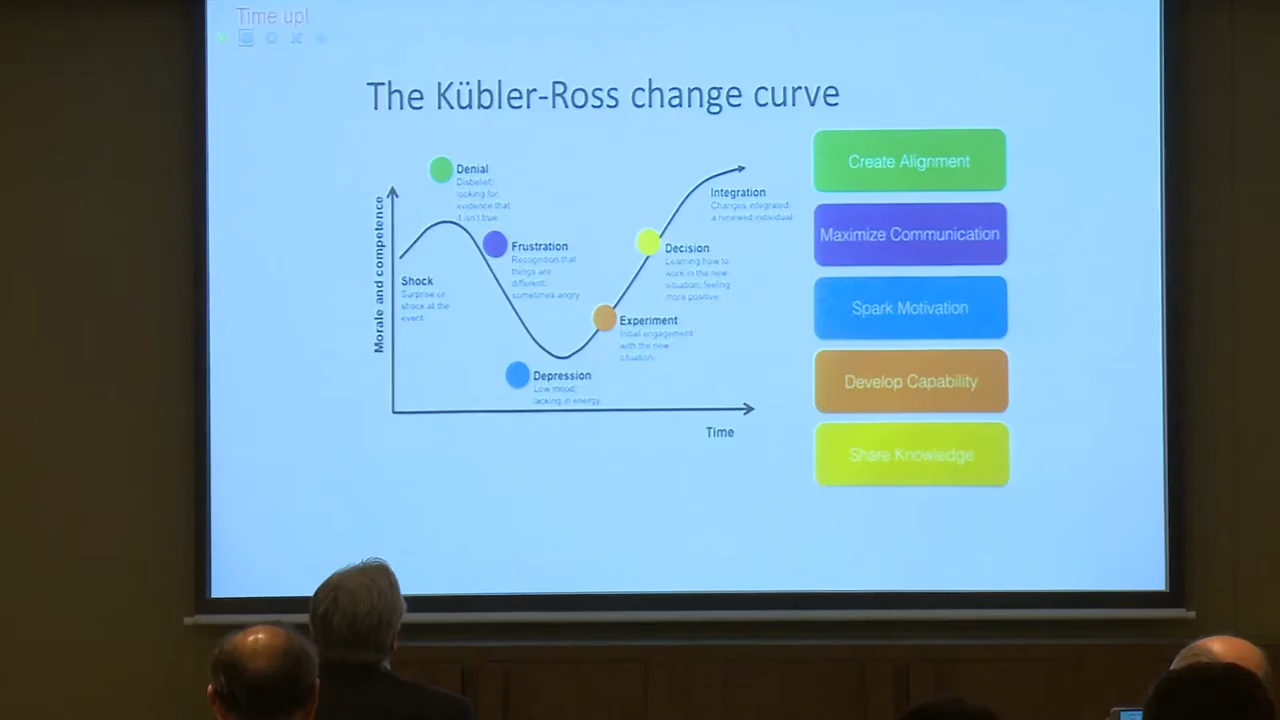 Time up!
The Kübler-Ross change curve
Morale and competence
Denial
Disbelief;
looking for
evidence that
it isn't true.
Shock
Surprise or
shock at the
event.
Frustration
Recognition that
things are
different;
sometimes angry
Depression
Low mood;
lacking in energy
Experiment
Initial engagement
with the new
situation.
Decision
Learning how to
work in the new
situation; feeling
more positive.
Integration
Changes integrated;
a renewed individual
Time
Create Alignment
Maximize Communication
Spark Motivation
Develop Capability
Share Knowledge